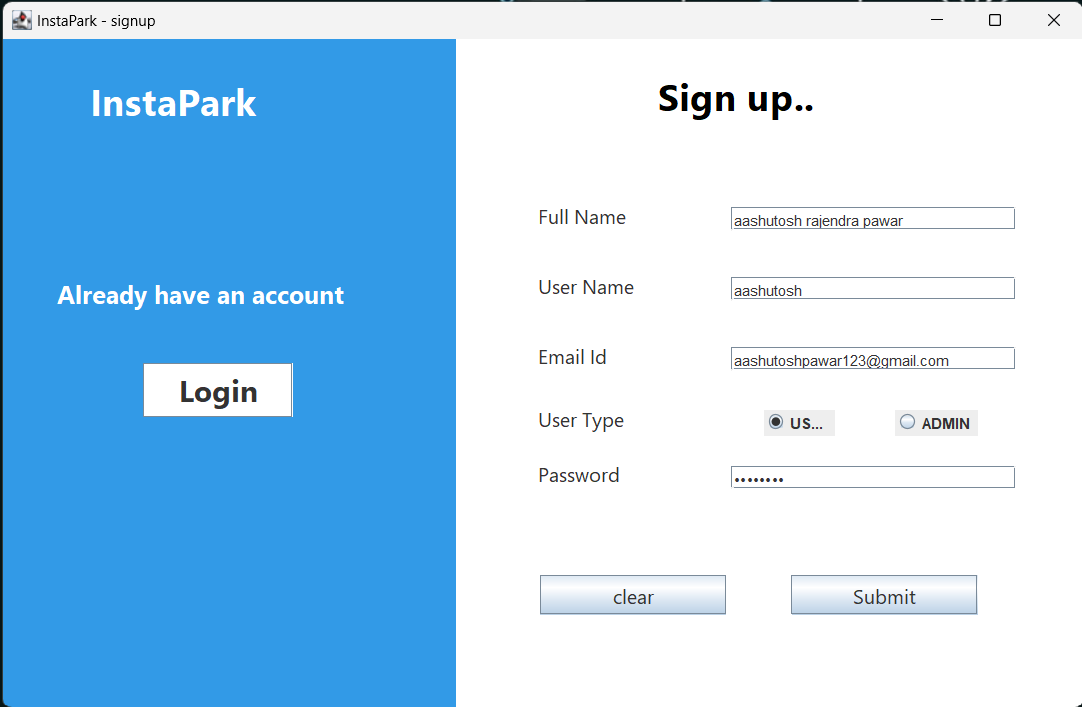 InstaPark - signup
InstaPark
Already have an account
Login
Sign up..
Full Name aashutosh rajendra pawar
User Name aashutosh
Email Id aashutoshpawar123@gmail.com
User Type US... ADMIN
Password ••••••••
clear Submit